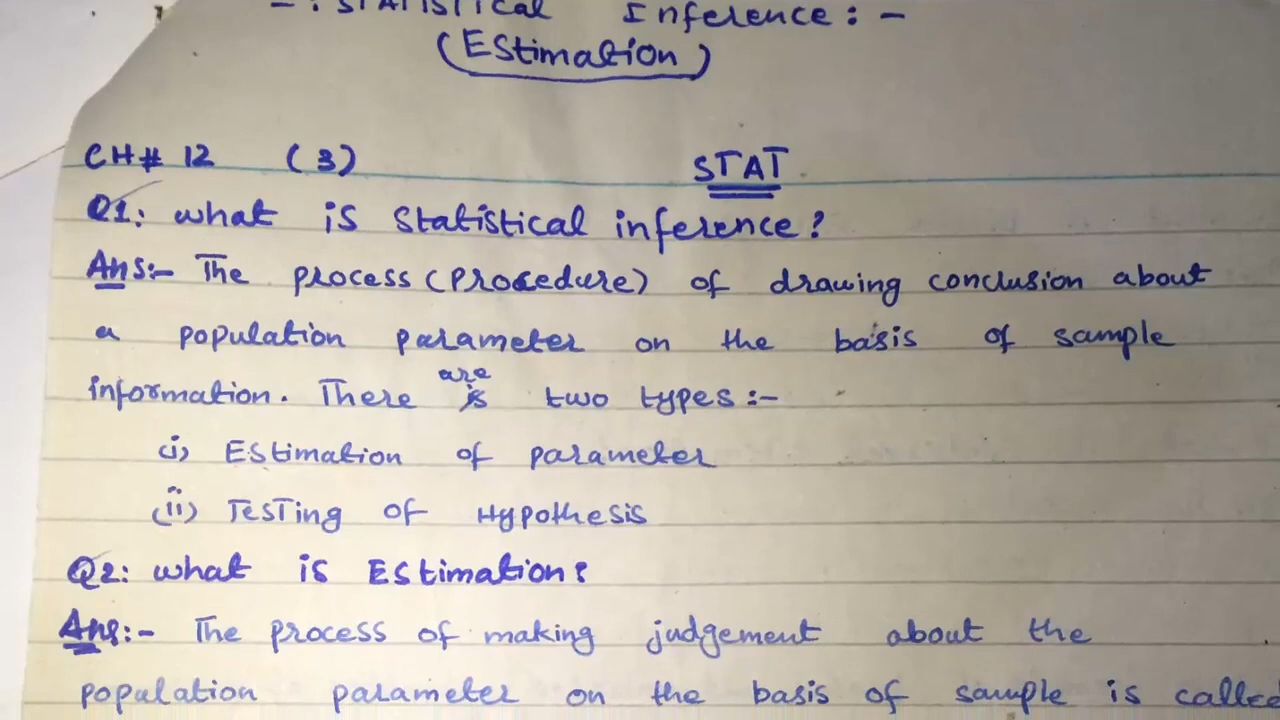 -: STATISTICAL Inference:-
(Estimation)
CH# 12 (3) STAT
Q1: what is Statistical inference?
Ans:- The process (Procedure) of drawing conclusion about
a population parameter on the basis of sample
information. There are two types:-
(i) Estimation of parameter
(ii) Testing of Hypothesis
Q2: what is Estimation?
Ans:- The process of making judgement about the
population parameter on the basis of sample is called